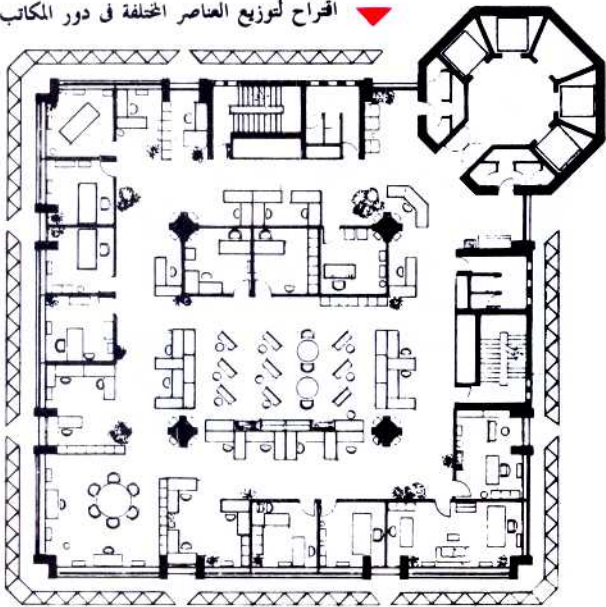 اقتراح لتوزيع العناصر المختلفة فى دور المكاتب